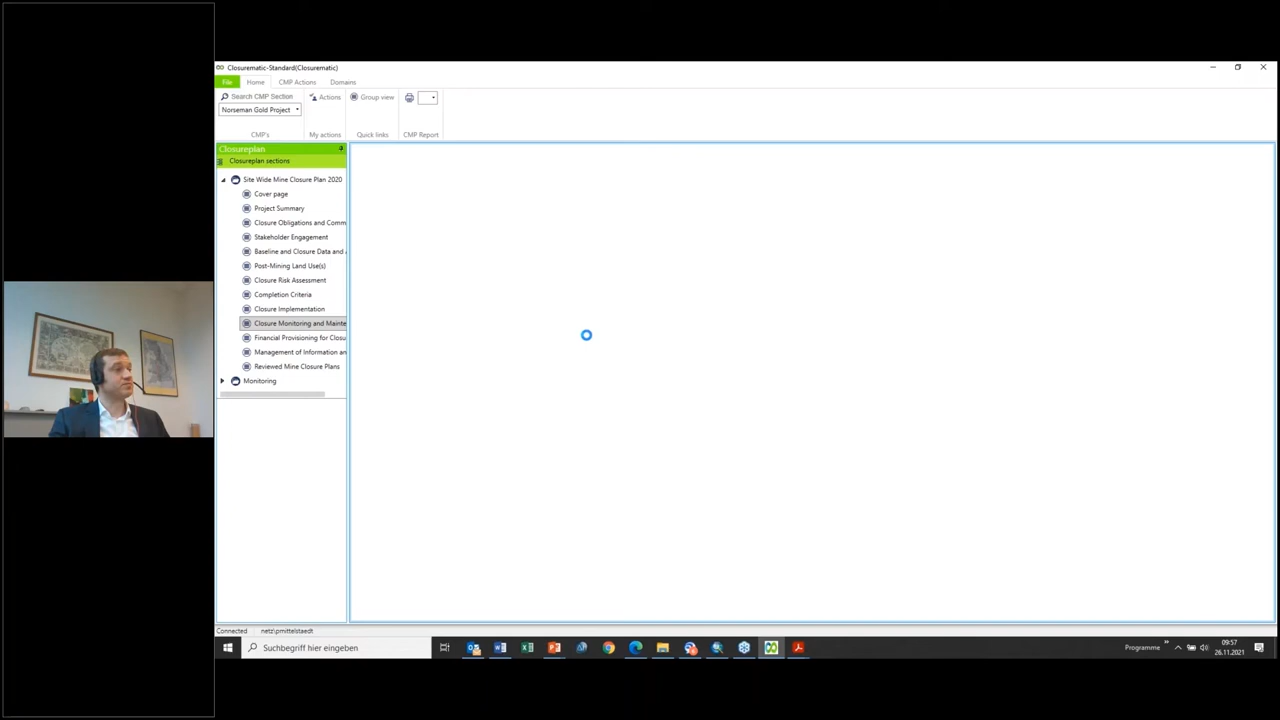 Closurematic-Standard(Closurematic)
File Home CMP Actions Domains
Search CMP Section
Norseman Gold Project
Actions
Group view
CMP's My actions Quick links CMP Report
Closureplan
Closureplan sections
Site Wide Mine Closure Plan 2020
Cover page
Project Summary
Closure Obligations and Comm
Stakeholder Engagement
Baseline and Closure Data and
Post-Mining Land Use(s)
Closure Risk Assessment
Completion Criteria
Closure Implementation
Closure Monitoring and Mainte
Financial Provisioning for Closu
Management of Information an
Reviewed Mine Closure Plans
Monitoring
Connected netz\pmittelstaedt
Suchbegriff hier eingeben
Programme
09:57
26.11.2021